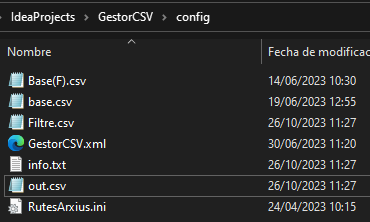 IdeaProjects > GestorCSV > config
Nombre Fecha de modificac
Base(F).csv 14/06/2023 10:30
base.csv 19/06/2023 12:55
Filtre.csv 26/10/2023 11:27
GestorCSV.xml 30/06/2023 11:20
info.txt 26/10/2023 11:27
out.csv 26/10/2023 11:27
RutesArxius.ini 24/04/2023 10:15